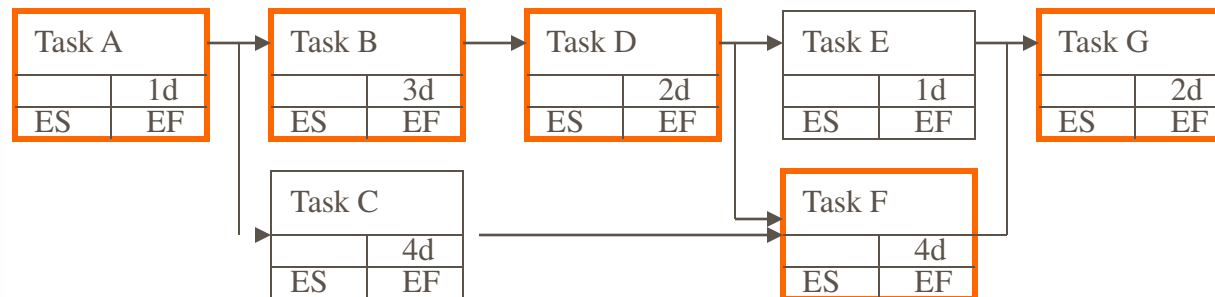 Task A
1d
ES EF
Task B
3d
ES EF
Task D
2d
ES EF
Task E
1d
ES EF
Task G
2d
ES EF
Task C
4d
ES EF
Task F
4d
ES EF